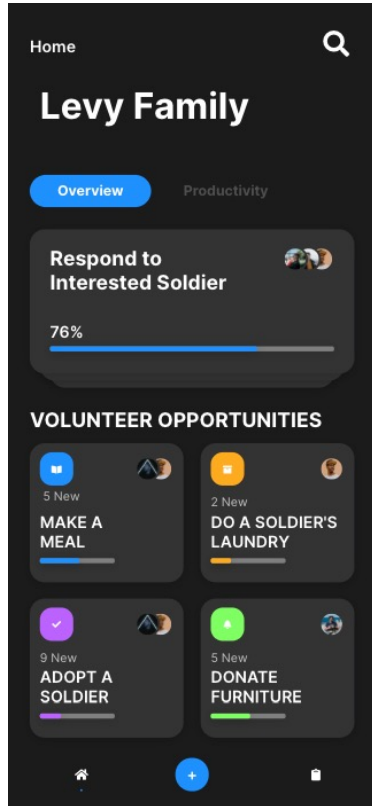 Home
Levy Family
Overview
Productivity
Respond to
Interested Soldier
76%
VOLUNTEER OPPORTUNITIES
5 New
MAKE A
MEAL
2 New
DO A SOLDIER'S
LAUNDRY
9 New
ADOPT A
SOLDIER
5 New
DONATE
FURNITURE